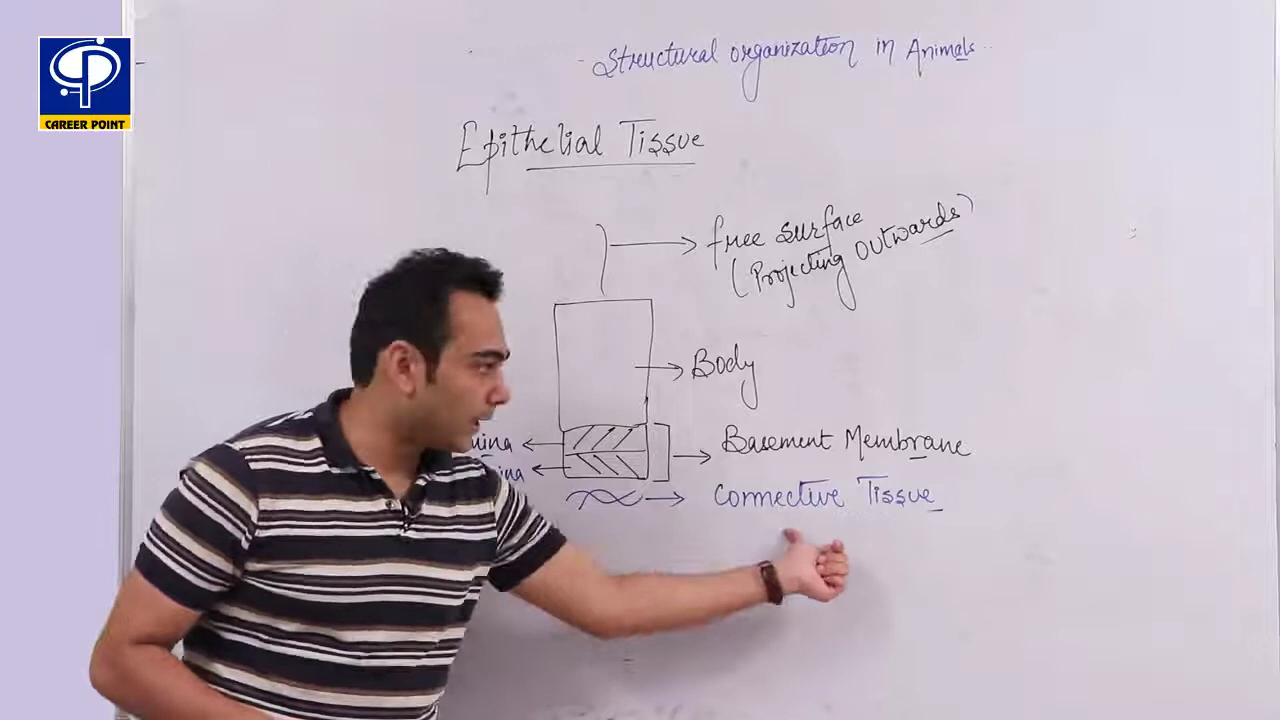 Structural organization in Animals
CAREER POINT
Epithelial Tissue
free surface
(Projecting Outwards)
Body
Basement Membrane
Connective Tissue